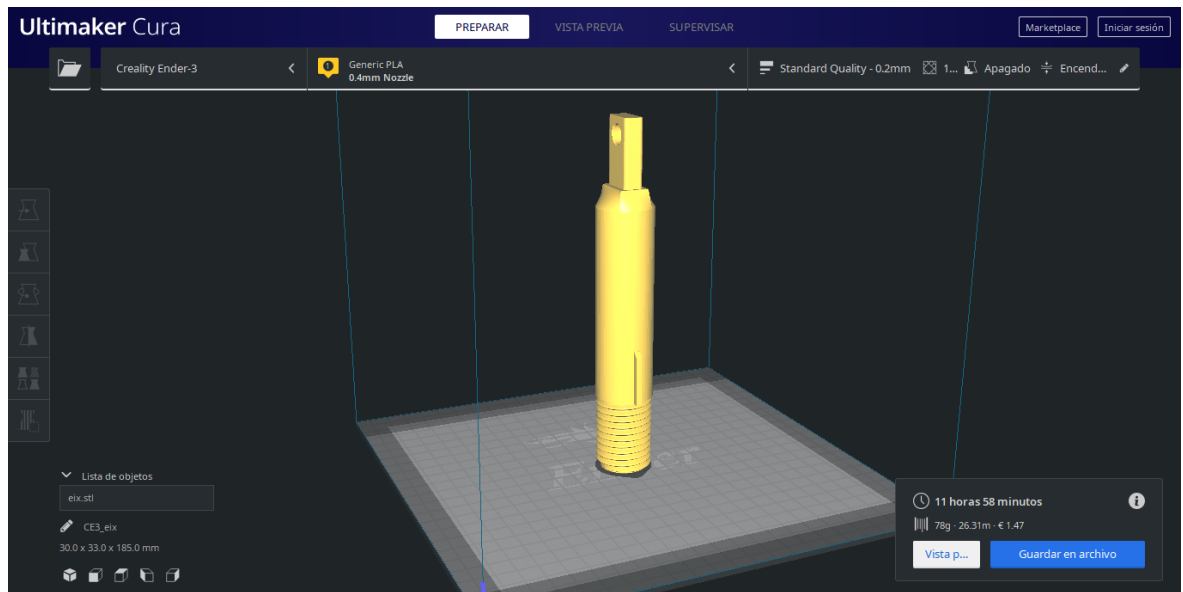 Ultimaker Cura
PREPARAR
VISTA PREVIA
SUPERVISAR
Marketplace
Iniciar sesión
Creality Ender-3
1
Generic PLA
0.4mm Nozzle
Standard Quality - 0.2mm
1...
Apagado
Encend...
Ender
Lista de objetos
eix.stl
CE3_eix
30.0 x 33.0 x 185.0 mm
11 horas 58 minutos
78g · 26.31m · € 1.47
Vista p...
Guardar en archivo